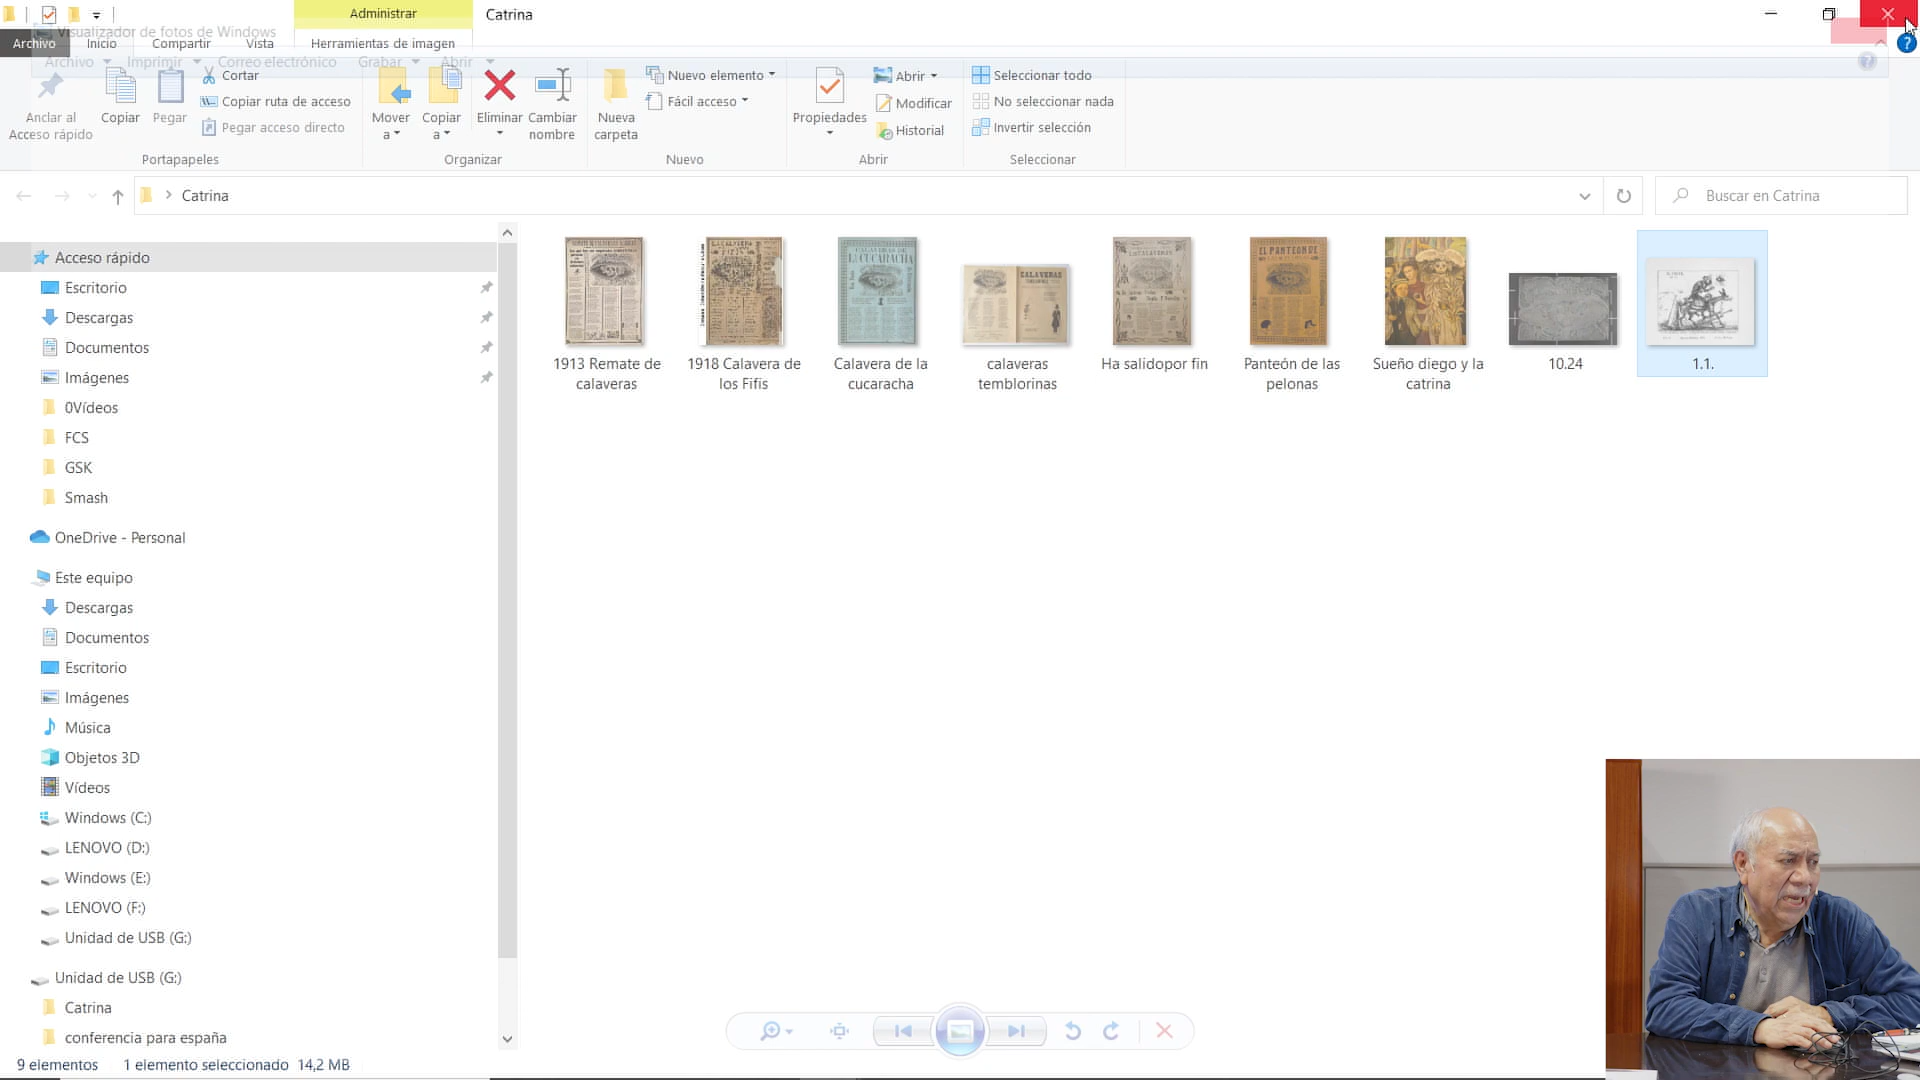 Administrar
Catrina
Visualizador de fotos de Windows
Archivo
Inicio
Compartir
Vista
Herramientas de imagen
Archivo
Imprimir
Correo electrónico
Grabar
Abrir
Anclar al
Acceso rápido
Copiar
Pegar
Cortar
Copiar ruta de acceso
Pegar acceso directo
Portapapeles
Mover
a
Copiar
a
Eliminar
Cambiar
nombre
Organizar
Nueva
carpeta
Nuevo elemento
Fácil acceso
Nuevo
Propiedades
Abrir
Modificar
Historial
Abrir
Seleccionar todo
No seleccionar nada
Invertir selección
Seleccionar
Catrina
Buscar en Catrina
Acceso rápido
Escritorio
Descargas
Documentos
Imágenes
0Vídeos
FCS
GSK
Smash
OneDrive - Personal
Este equipo
Descargas
Documentos
Escritorio
Imágenes
Música
Objetos 3D
Vídeos
Windows (C:)
LENOVO (D:)
Windows (E:)
LENOVO (F:)
Unidad de USB (G:)
Unidad de USB (G:)
Catrina
conferencia para españa
1913 Remate de
calaveras
1918 Calavera de
los Fifis
Calavera de la
cucaracha
calaveras
temblorinas
Ha salidopor fin
Panteón de las
pelonas
Sueño diego y la
catrina
10.24
1.1.
9 elementos
1 elemento seleccionado 14,2 MB